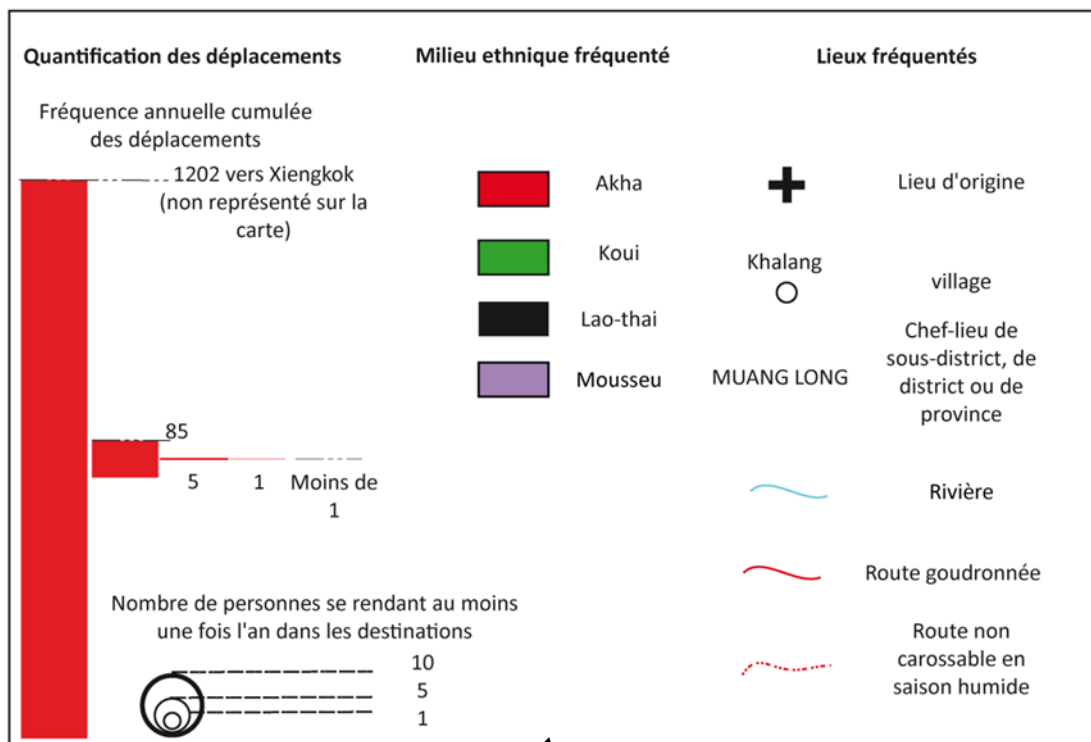 Quantification des déplacements
Fréquence annuelle cumulée
des déplacements
1202 vers Xiengkok
(non représenté sur la
carte)
85
5
1
Moins de
1
Nombre de personnes se rendant au moins
une fois l'an dans les destinations
10
5
1
Milieu ethnique fréquenté
Akha
Koui
Lao-thai
Mousseu
Lieux fréquentés
Lieu d'origine
Khalang
village
MUANG LONG
Chef-lieu de
sous-district, de
district ou de
province
Rivière
Route goudronnée
Route non
carossable en
saison humide